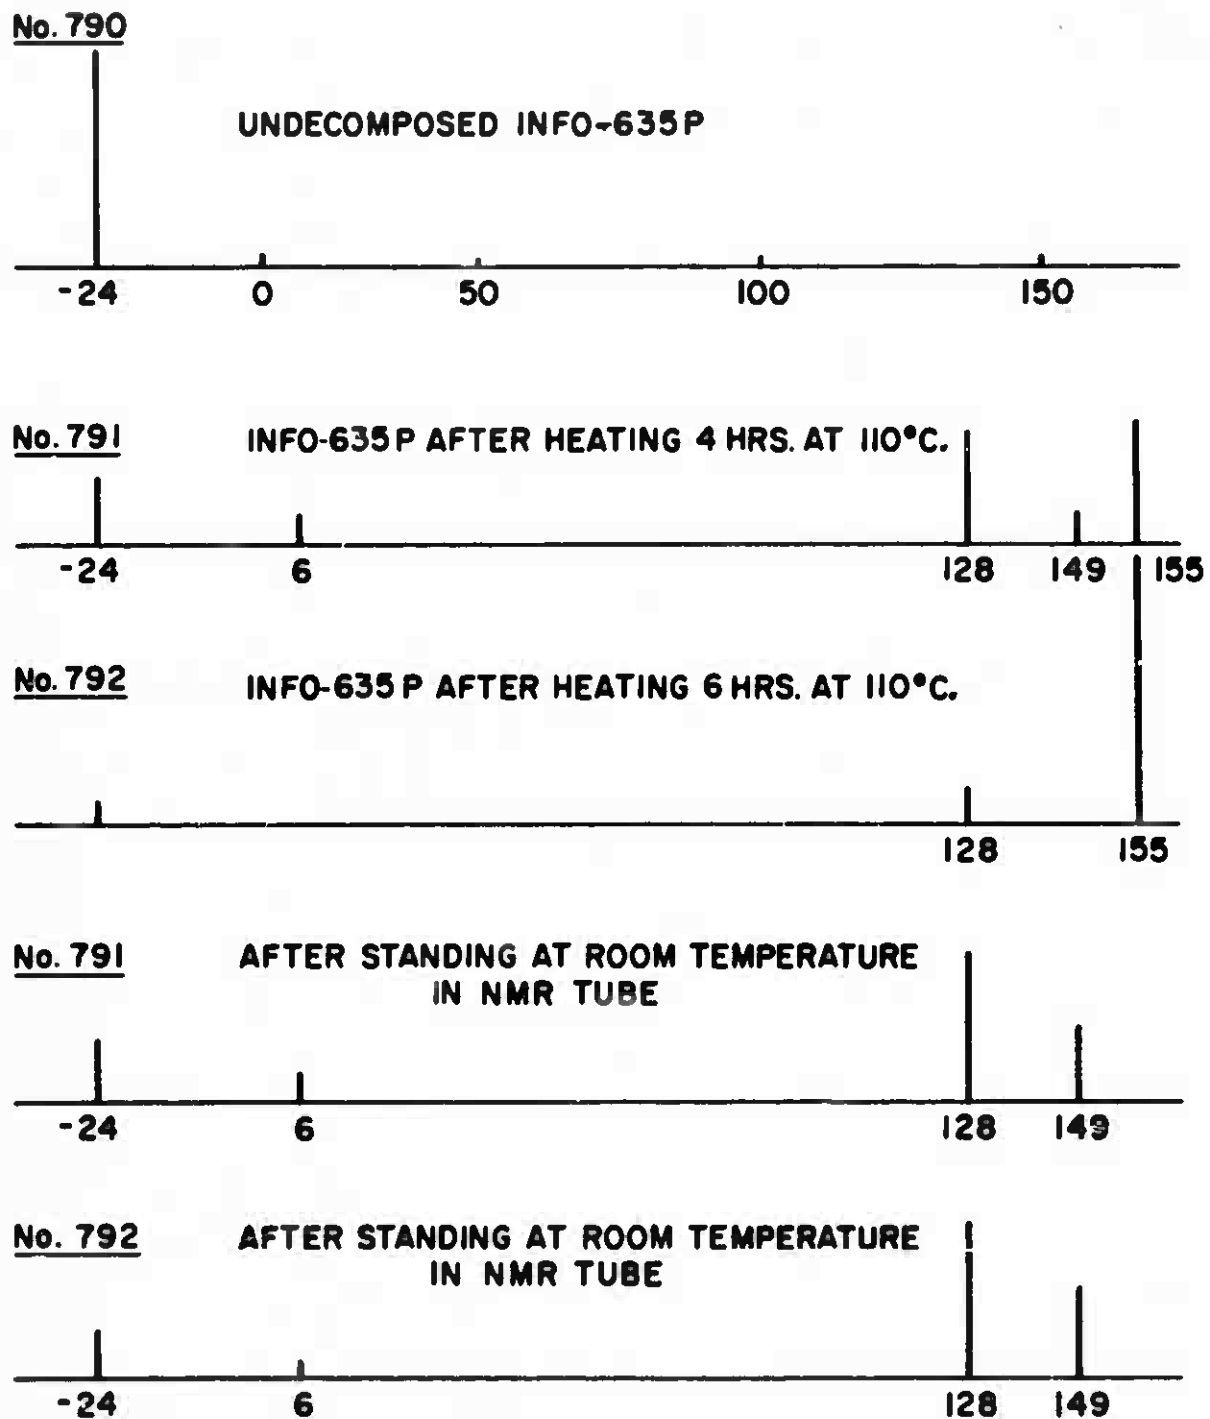 No. 790
UNDECOMPOSED INFO-635P
-24 0 50 100 150
No. 791 INFO-635P AFTER HEATING 4 HRS. AT 110°C.
-24 6 128 149 155
No. 792 INFO-635P AFTER HEATING 6 HRS. AT 110°C.
128 155
No. 791 AFTER STANDING AT ROOM TEMPERATURE
IN NMR TUBE
-24 6 128 149
No. 792 AFTER STANDING AT ROOM TEMPERATURE
IN NMR TUBE
-24 6 128 149